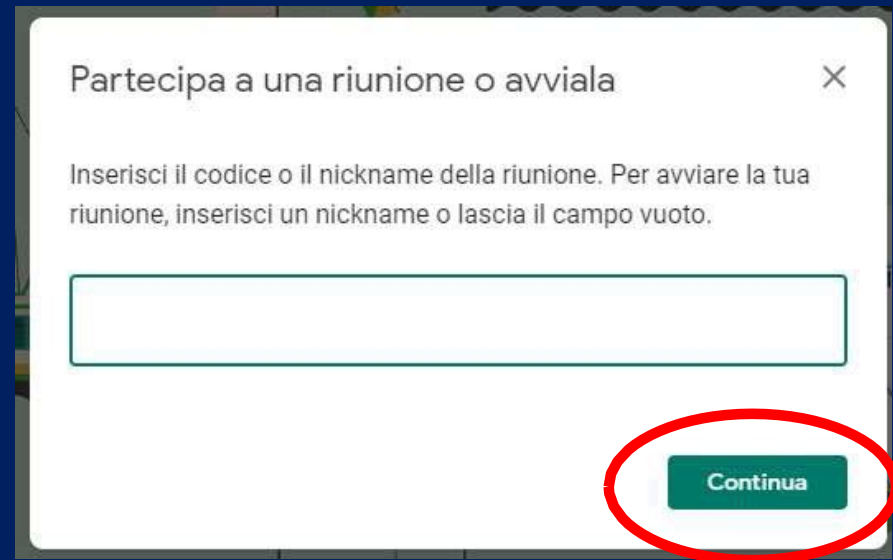 Partecipa a una riunione o avviala
Inserisci il codice o il nickname della riunione. Per avviare la tua
riunione, inserisci un nickname o lascia il campo vuoto.
Continua